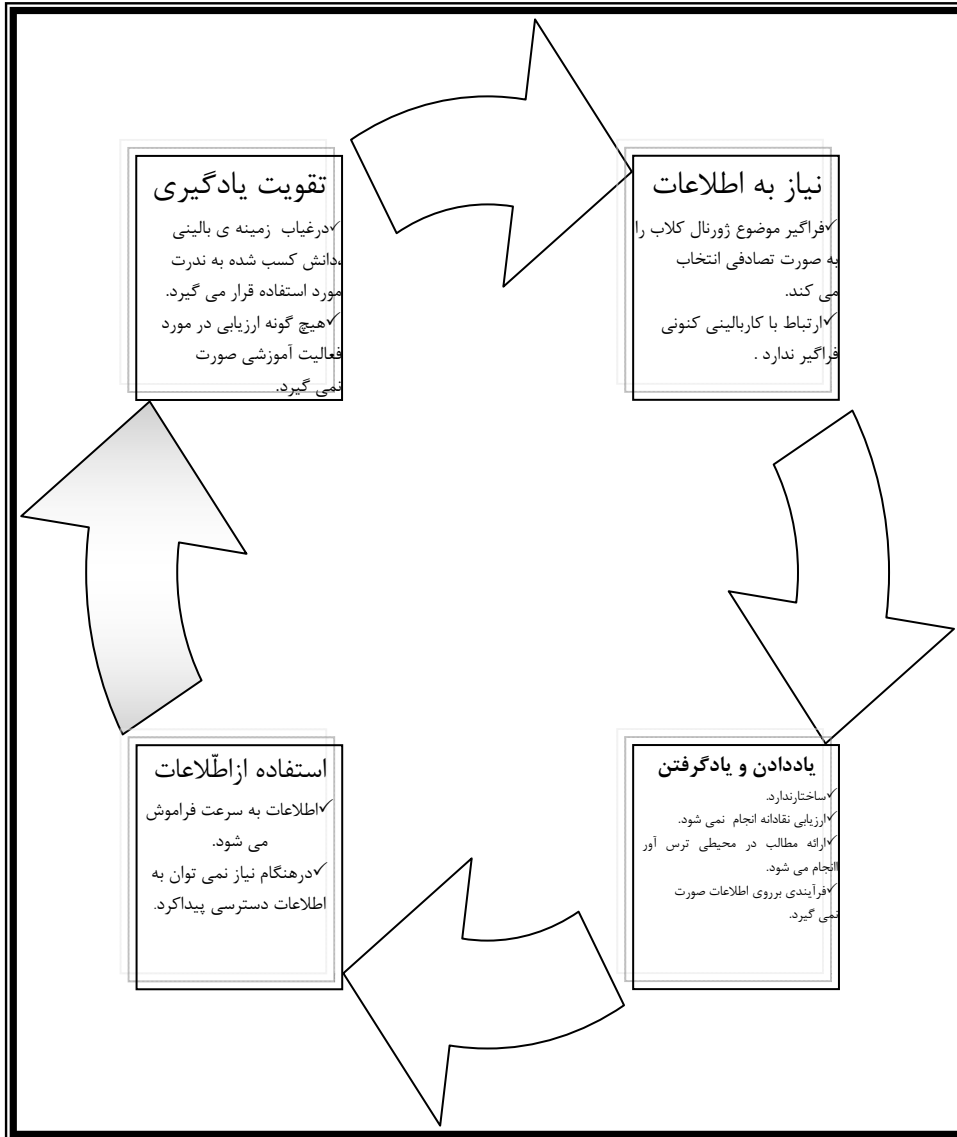 نیاز به اطلاعات
✓فراگیر موضوع ژورنال کلاب را
به صورت تصادفی انتخاب
می کند.
✓ارتباط با کاربالینی کنونی
فراگیر ندارد .
یاددادن و یادگرفتن
✓ساختارندارد.
✓ارزیابی نقادانه انجام نمی شود.
✓ارائه مطالب در محیطی ترس آور
انجام می شود.
✓فرآیندی برروی اطلاعات صورت
نمی گیرد.
استفاده ازاطّلاعات
✓اطلاعات به سرعت فراموش
می شود.
✓درهنگام نیاز نمی توان به
اطلاعات دسترسی پیداکرد.
تقویت یادگیری
✓درغیاب زمینه ی بالینی
،دانش کسب شده به ندرت
مورد استفاده قرار می گیرد.
✓هیچ گونه ارزیابی در مورد
فعالیت آموزشی صورت
نمی گیرد.